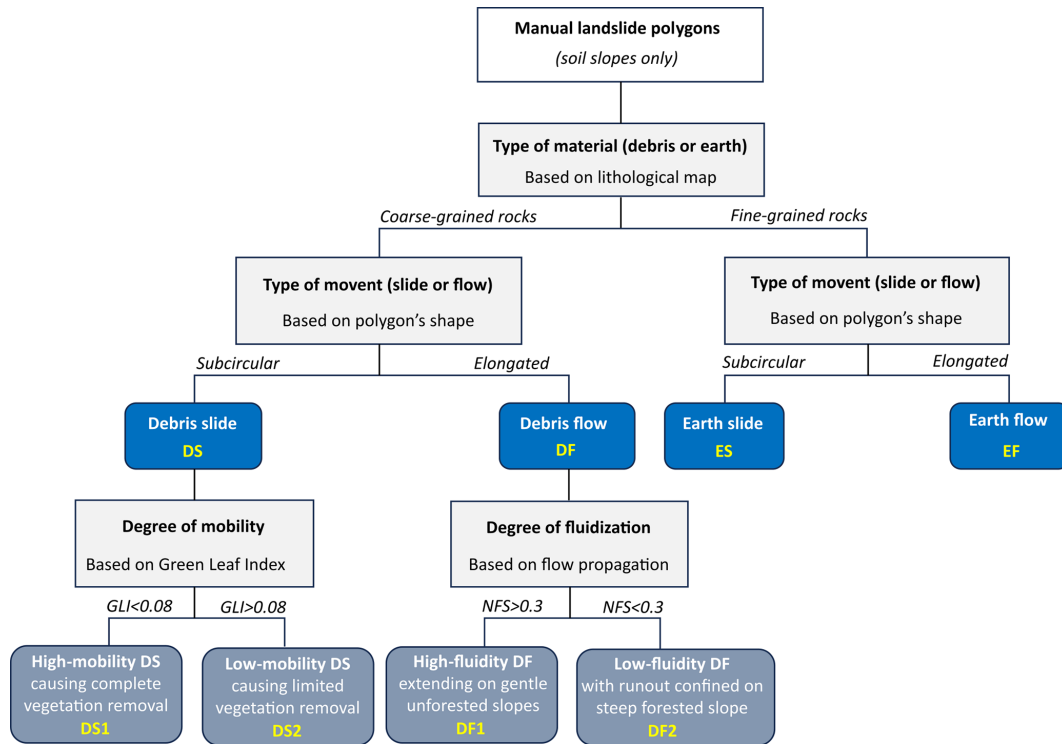 Manual landslide polygons
(soil slopes only)
Type of material (debris or earth)
Based on lithological map
Coarse-grained rocks
Fine-grained rocks
Type of movent (slide or flow)
Based on polygon's shape
Type of movent (slide or flow)
Based on polygon's shape
Subcircular
Elongated
Subcircular
Elongated
Debris slide
DS
Debris flow
DF
Earth slide
ES
Earth flow
EF
Degree of mobility
Based on Green Leaf Index
Degree of fluidization
Based on flow propagation
GLI<0.08
GLI>0.08
NFS>0.3
NFS<0.3
High-mobility DS
causing complete
vegetation removal
DS1
Low-mobility DS
causing limited
vegetation removal
DS2
High-fluidity DF
extending on gentle
unforested slopes
DF1
Low-fluidity DF
with runout confined on
steep forested slope
DF2